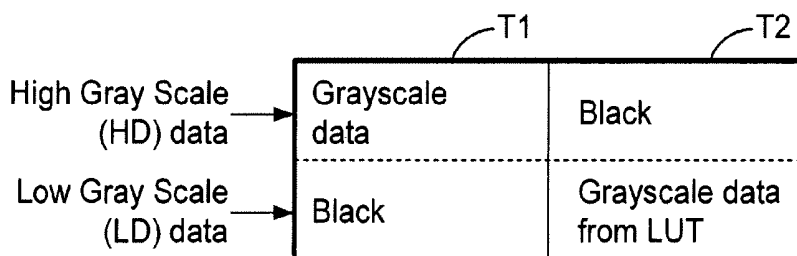 T1
T2
High Gray Scale
(HD) data
Grayscale
data
Black
Low Gray Scale
(LD) data
Black
Grayscale data
from LUT